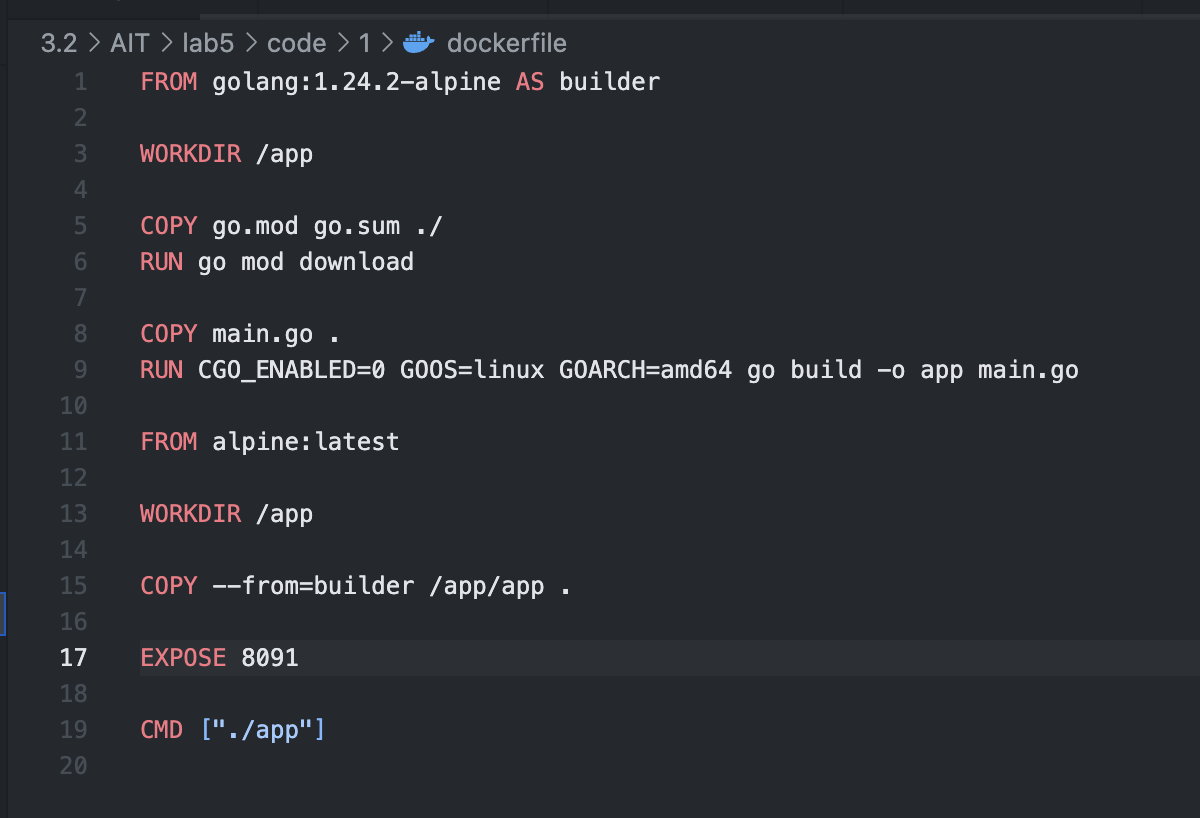 3.2 > AIT > lab5 > code > 1 > dockerfile
1 FROM golang:1.24.2-alpine AS builder
2
3 WORKDIR /app
4
5 COPY go.mod go.sum ./
6 RUN go mod download
7
8 COPY main.go .
9 RUN CGO_ENABLED=0 GOOS=linux GOARCH=amd64 go build -o app main.go
10
11 FROM alpine:latest
12
13 WORKDIR /app
14
15 COPY --from=builder /app/app .
16
17 EXPOSE 8091
18
19 CMD ["./app"]
20